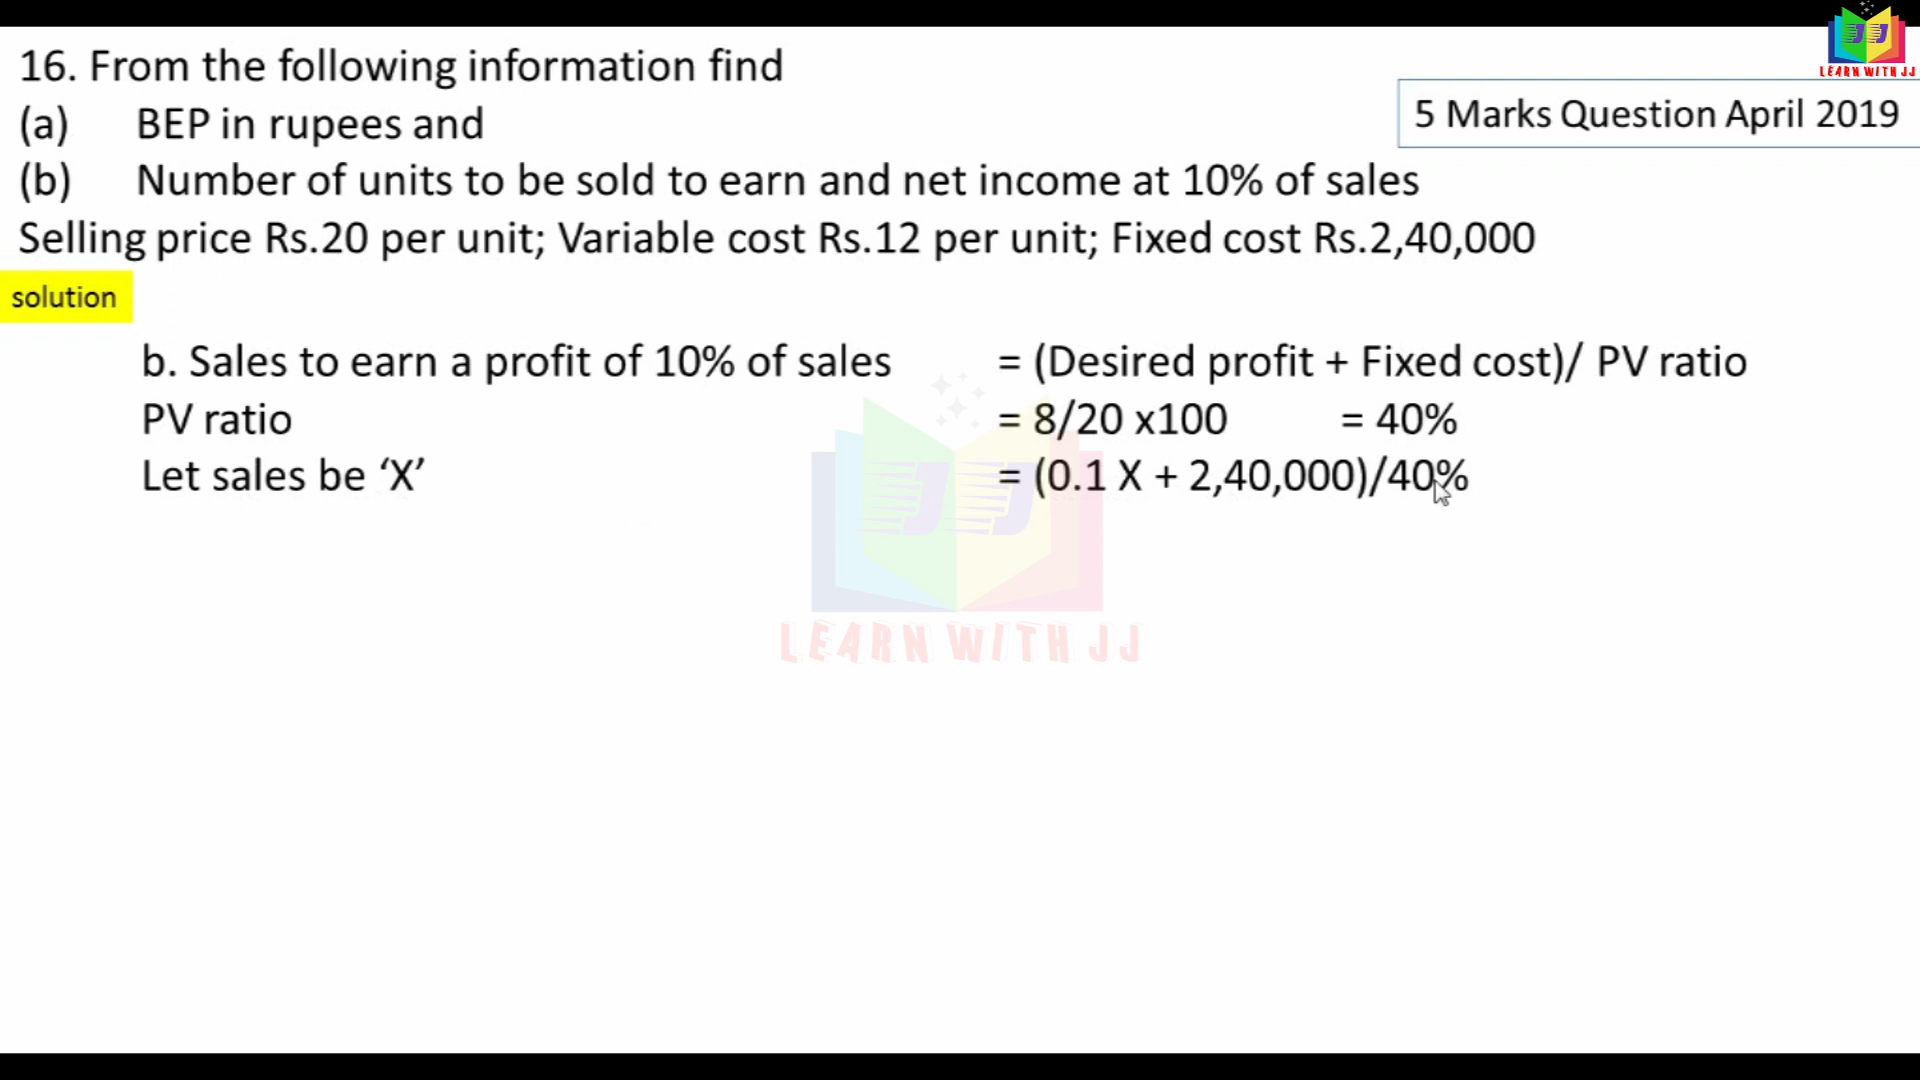 LEARN WITH JJ
16. From the following information find
5 Marks Question April 2019
(a) BEP in rupees and
(b) Number of units to be sold to earn and net income at 10% of sales
Selling price Rs.20 per unit; Variable cost Rs.12 per unit; Fixed cost Rs.2,40,000
solution
b. Sales to earn a profit of 10% of sales = (Desired profit + Fixed cost)/ PV ratio
PV ratio = 8/20 x100 = 40%
Let sales be ‘X’ = (0.1 X + 2,40,000)/40%
JJ
LEARN WITH JJ